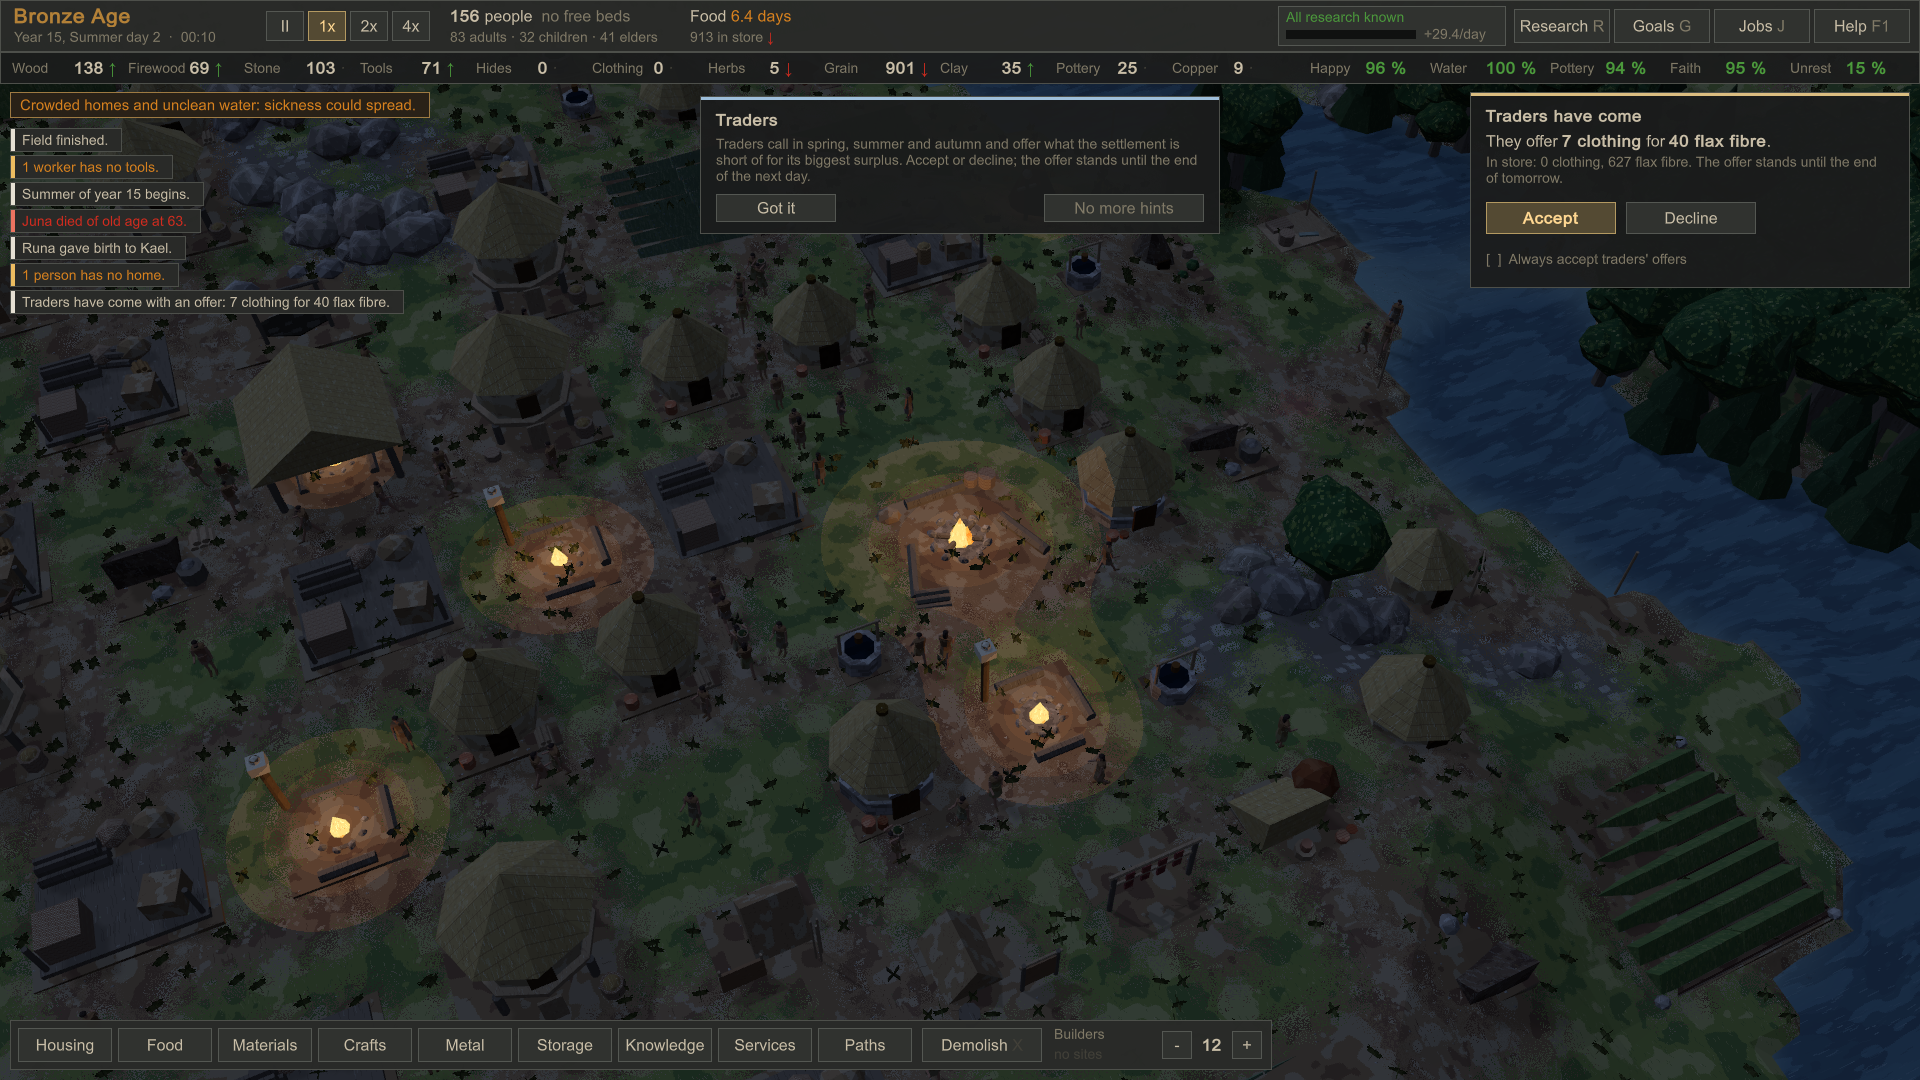 Bronze Age
Year 15, Summer day 2 · 00:10
II 1x 2x 4x
156 people no free beds
83 adults · 32 children · 41 elders
Food 6.4 days
913 in store ↓
All research known
+29.4/day
Research R
Goals G
Jobs J
Help F1
Wood 138 ↑ Firewood 69 ↑ Stone 103 · Tools 71 ↑ Hides 0 · Clothing 0 · Herbs 5 ↓ Grain 901 ↓ Clay 35 ↑ Pottery 25 · Copper 9 · Happy 96 % Water 100 % Pottery 94 % Faith 95 % Unrest 15 %
Crowded homes and unclean water: sickness could spread.
Field finished.
1 worker has no tools.
Summer of year 15 begins.
Juna died of old age at 63.
Runa gave birth to Kael.
1 person has no home.
Traders have come with an offer: 7 clothing for 40 flax fibre.
Traders
Traders call in spring, summer and autumn and offer what the settlement is
short of for its biggest surplus. Accept or decline; the offer stands until the end
of the next day.
Got it
No more hints
Traders have come
They offer 7 clothing for 40 flax fibre.
In store: 0 clothing, 627 flax fibre. The offer stands until the end
of tomorrow.
Accept
Decline
[ ] Always accept traders' offers
Housing
Food
Materials
Crafts
Metal
Storage
Knowledge
Services
Paths
Demolish X
Builders
no sites
- 12 +